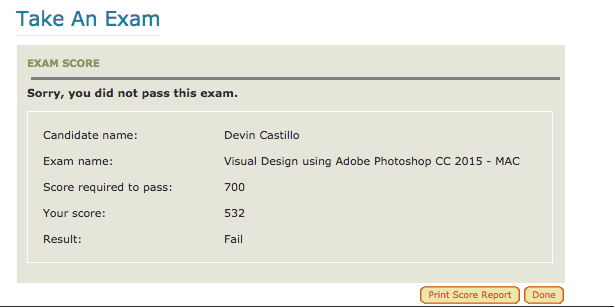 Take An Exam
EXAM SCORE
Sorry, you did not pass this exam.
Candidate name: Devin Castillo
Exam name: Visual Design using Adobe Photoshop CC 2015 - MAC
Score required to pass: 700
Your score: 532
Result: Fail
Print Score Report Done